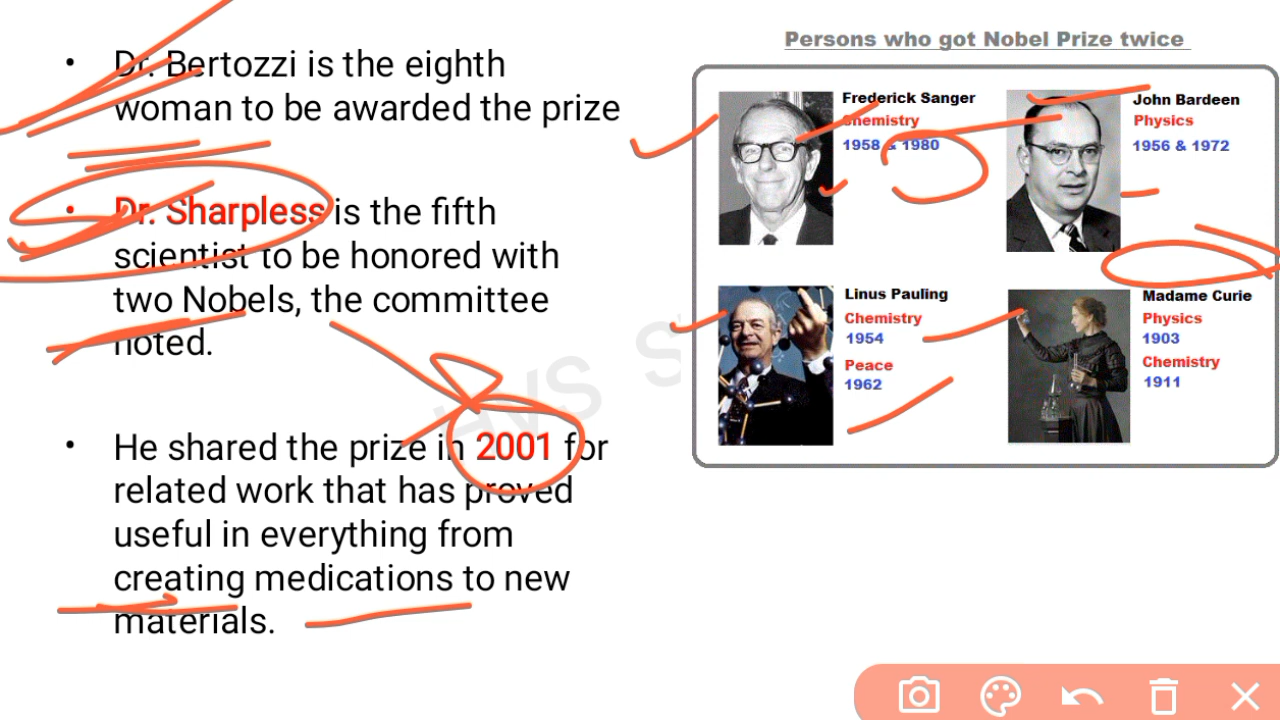 • Dr. Bertozzi is the eighth
woman to be awarded the prize
• Dr. Sharpless is the fifth
scientist to be honored with
two Nobels, the committee
noted.
• He shared the prize in 2001 for
related work that has proved
useful in everything from
creating medications to new
materials.
Persons who got Nobel Prize twice
Frederick Sanger
Chemistry
1958 & 1980
John Bardeen
Physics
1956 & 1972
Linus Pauling
Chemistry
1954
Peace
1962
Madame Curie
Physics
1903
Chemistry
1911